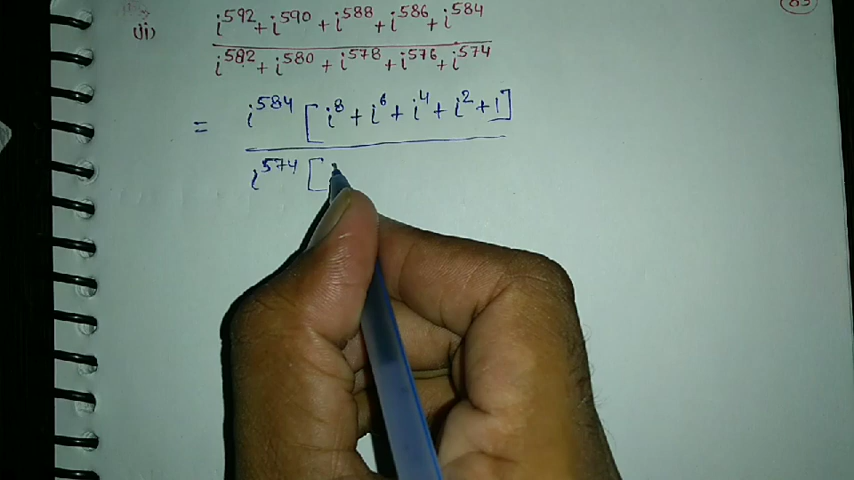 (ii) i^592 + i^590 + i^588 + i^586 + i^584
i^582 + i^580 + i^578 + i^576 + i^574
= i^584 [ i^8 + i^6 + i^4 + i^2 + 1 ]
i^574 [